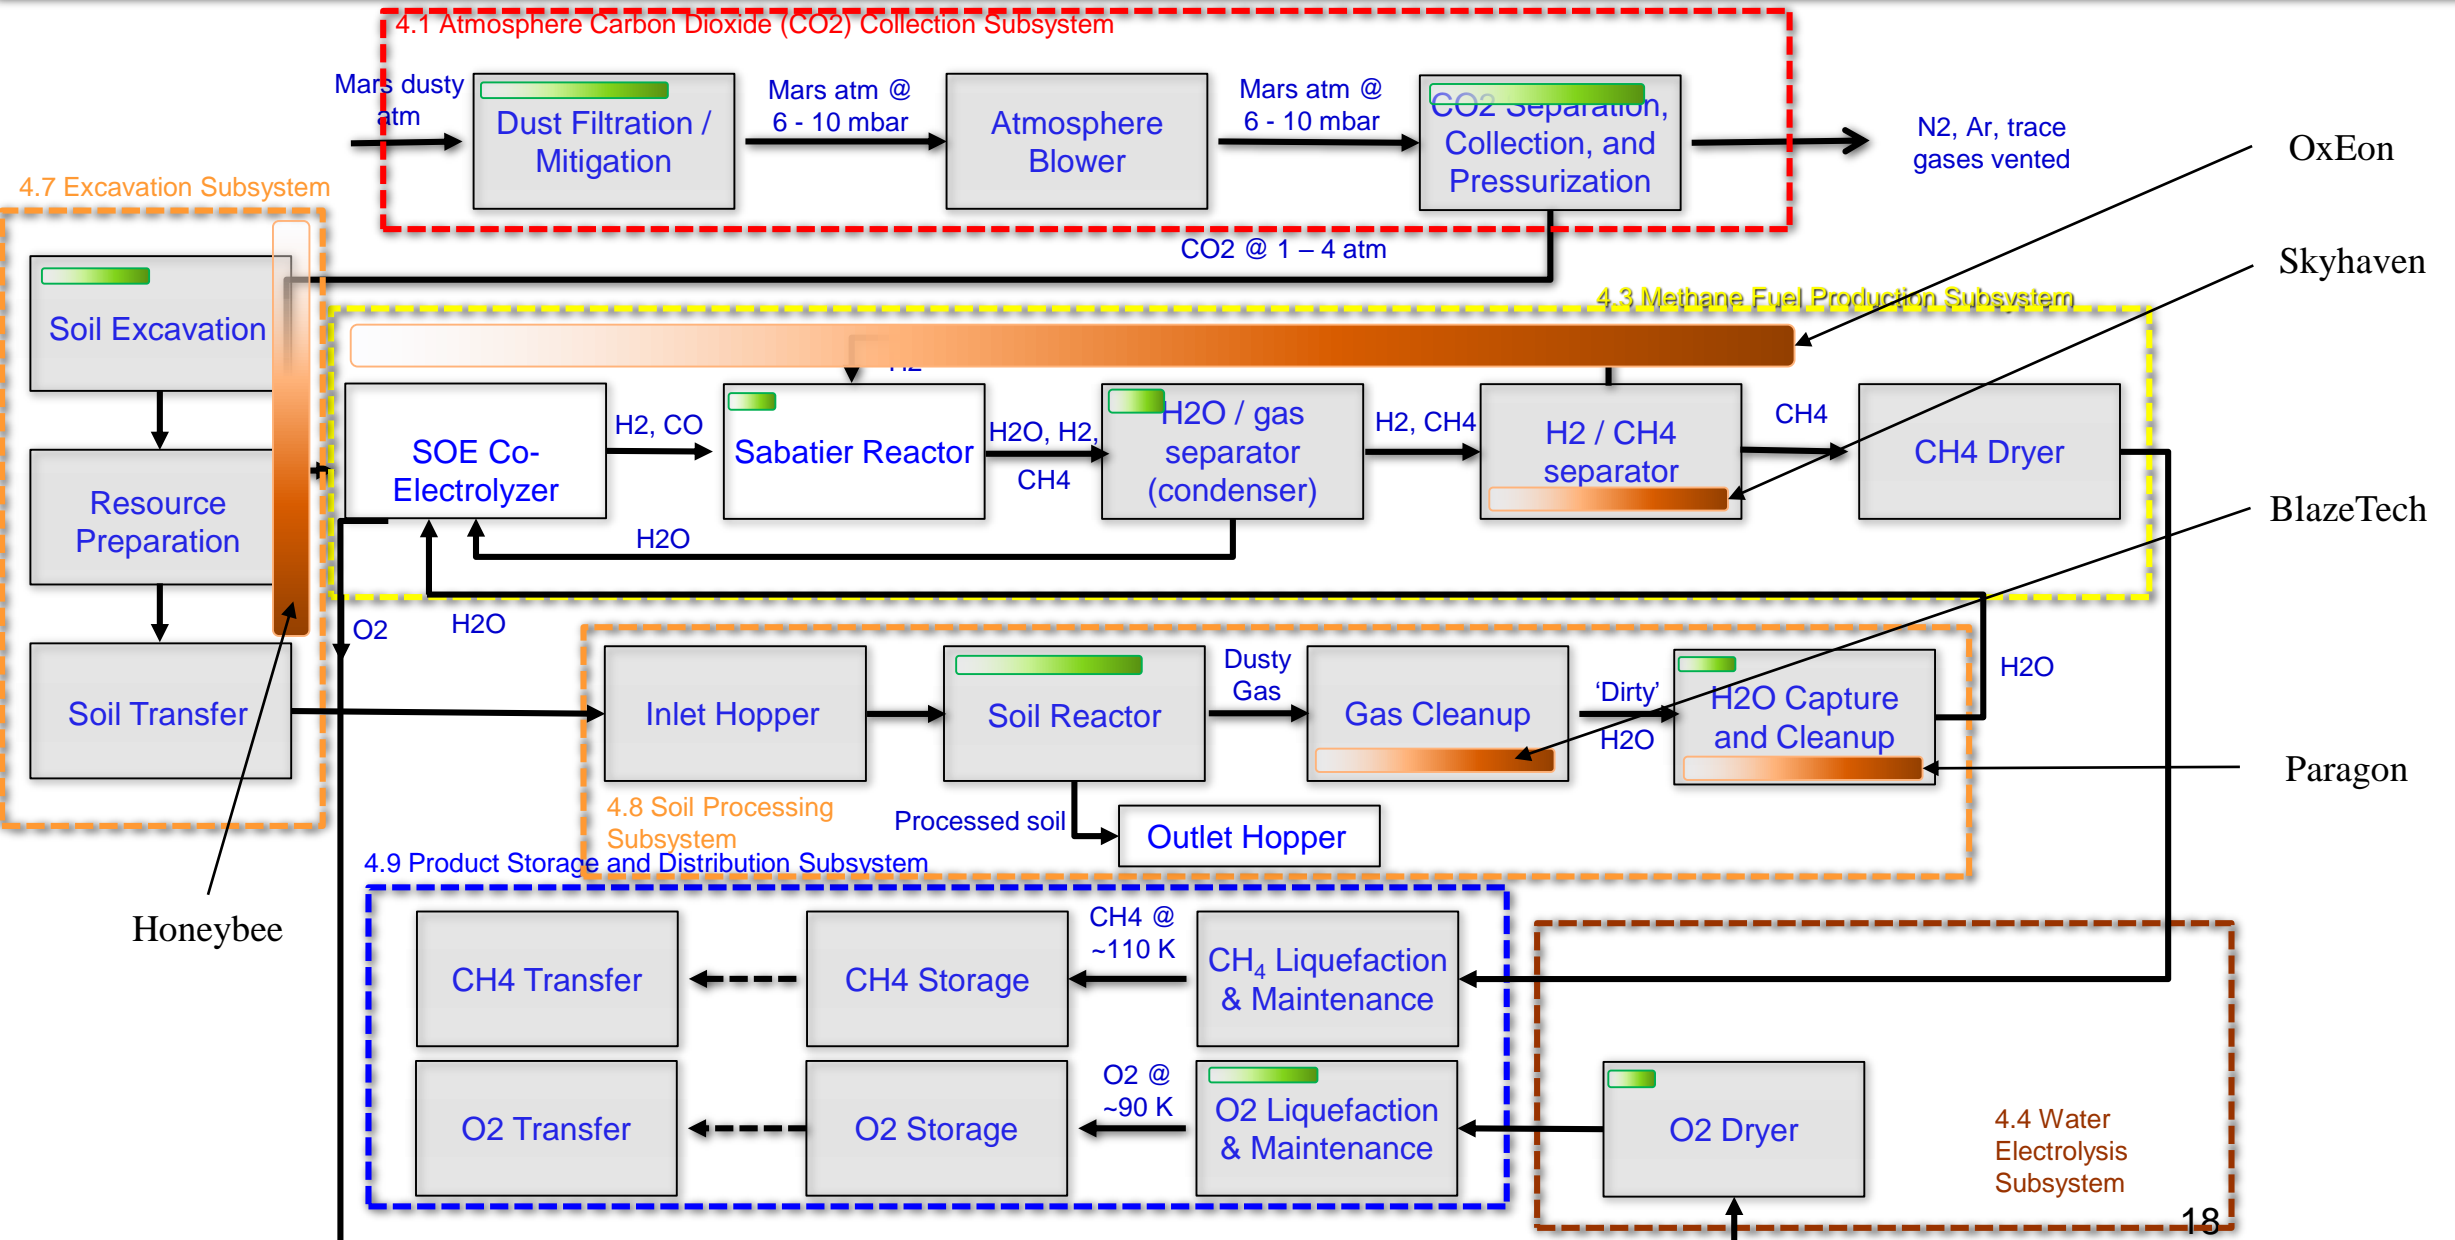 4.1 Atmosphere Carbon Dioxide (CO2) Collection Subsystem
Mars dusty
atm
Dust Filtration /
Mitigation
Mars atm @
6 - 10 mbar
Atmosphere
Blower
Mars atm @
6 - 10 mbar
CO2 Separation,
Collection, and
Pressurization
N2, Ar, trace
gases vented
OxEon
4.7 Excavation Subsystem
CO2 @ 1 – 4 atm
Skyhaven
4.3 Methane Fuel Production Subsystem
Soil Excavation
H2
SOE Co-
Electrolyzer
H2, CO
Sabatier Reactor
H2O, H2,
CH4
H2O / gas
separator
(condenser)
H2, CH4
H2 / CH4
separator
CH4
CH4 Dryer
Resource
Preparation
BlazeTech
H2O
O2
H2O
Soil Transfer
Inlet Hopper
Soil Reactor
Dusty
Gas
Gas Cleanup
‘Dirty’
H2O
H2O Capture
and Cleanup
H2O
Paragon
4.8 Soil Processing
Subsystem
Processed soil
Outlet Hopper
4.9 Product Storage and Distribution Subsystem
Honeybee
CH4 Transfer
CH4 Storage
CH4 @
~110 K
CH₄ Liquefaction
& Maintenance
O2 Transfer
O2 Storage
O2 @
~90 K
O2 Liquefaction
& Maintenance
O2 Dryer
4.4 Water
Electrolysis
Subsystem
18